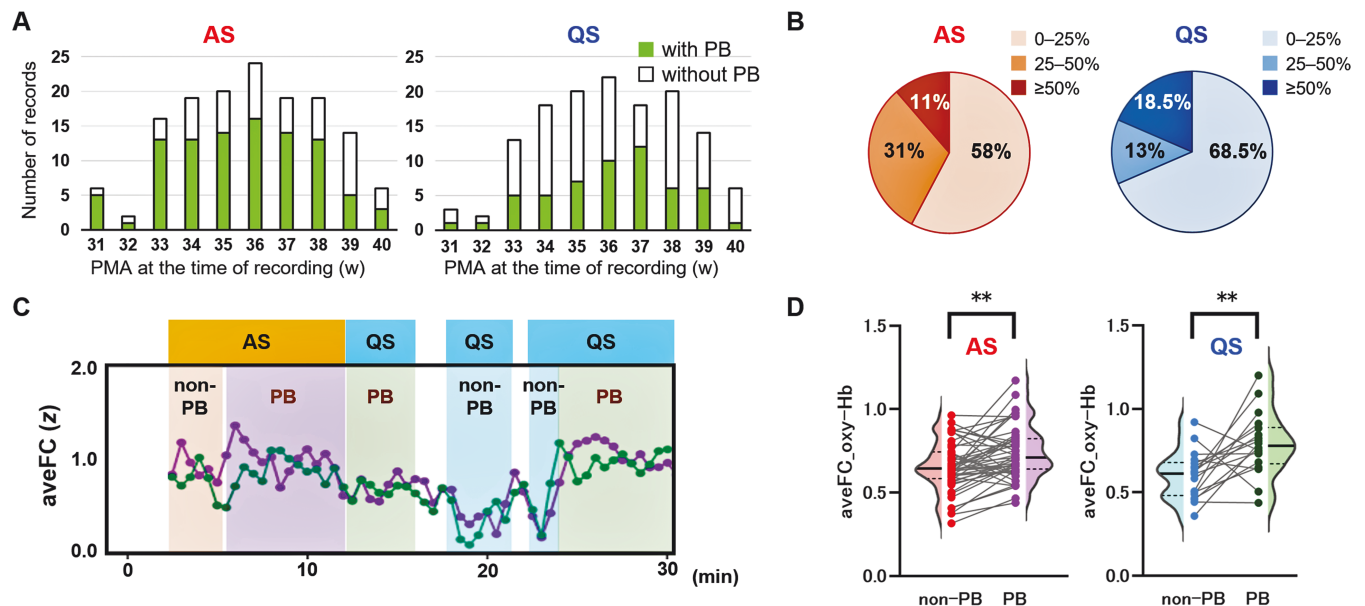 A
AS
QS
with PB
without PB
Number of records
25
20
15
10
5
0
31 32 33 34 35 36 37 38 39 40
PMA at the time of recording (w)
25
20
15
10
5
0
31 32 33 34 35 36 37 38 39 40
PMA at the time of recording (w)
B
AS
0–25%
25–50%
≥50%
11%
31%
58%
QS
0–25%
25–50%
≥50%
18.5%
13%
68.5%
C
AS
QS
QS
QS
non-
PB
PB
PB
non-
PB
non-
PB
PB
aveFC (z)
2.0
1.0
0.0
0 10 20 30
(min)
D
**
AS
aveFC_oxy-Hb
1.5
1.0
0.5
0.0
non-PB PB
**
QS
aveFC_oxy-Hb
1.5
1.0
0.5
0.0
non-PB PB